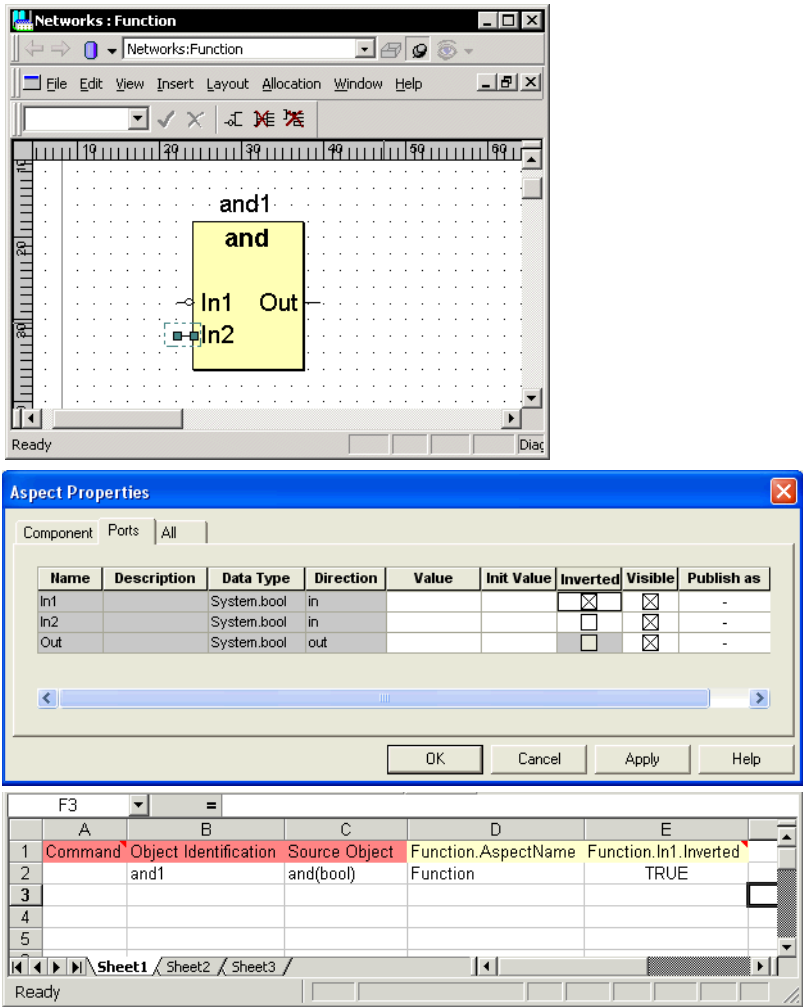 Networks : Function
Networks:Function
File Edit View Insert Layout Allocation Window Help
10 20 30 40 50 60
10
20
30
and1
and
In1 Out
In2
Ready
Diag
Aspect Properties
Component Ports All
Name Description Data Type Direction Value Init Value Inverted Visible Publish as
In1 System.bool in -
In2 System.bool in -
Out System.bool out -
OK Cancel Apply Help
F3 =
A B C D E
1 Command Object Identification Source Object Function.AspectName Function.In1.Inverted
2 and1 and(bool) Function TRUE
3
4
5
Sheet1 Sheet2 Sheet3
Ready